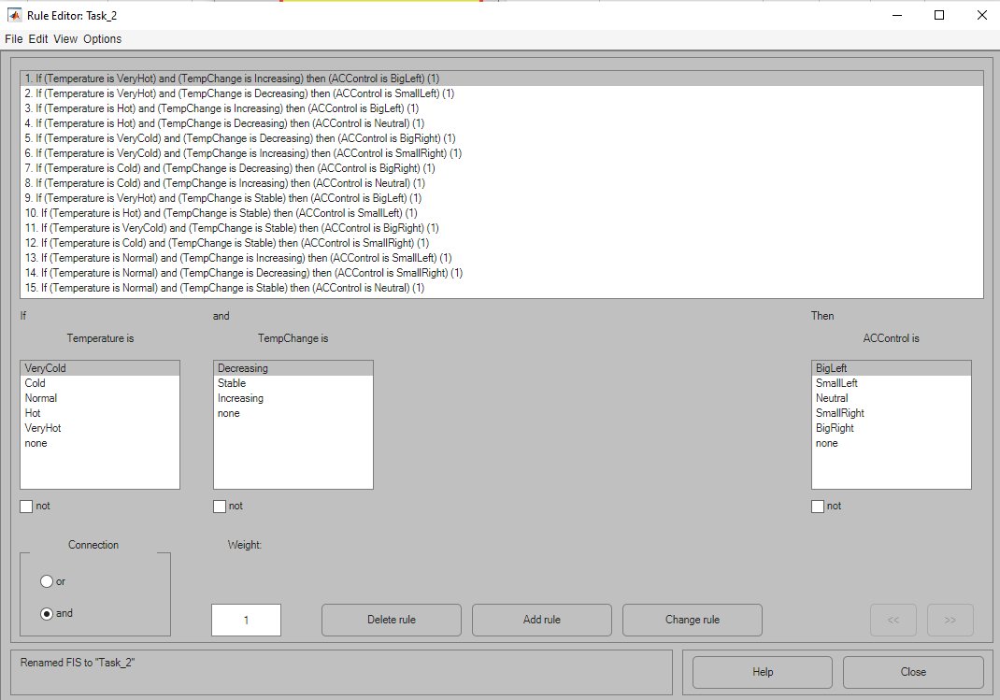 Rule Editor: Task_2
File Edit View Options
1. If (Temperature is VeryHot) and (TempChange is Increasing) then (ACControl is BigLeft) (1)
2. If (Temperature is VeryHot) and (TempChange is Decreasing) then (ACControl is SmallLeft) (1)
3. If (Temperature is Hot) and (TempChange is Increasing) then (ACControl is BigLeft) (1)
4. If (Temperature is Hot) and (TempChange is Decreasing) then (ACControl is Neutral) (1)
5. If (Temperature is VeryCold) and (TempChange is Decreasing) then (ACControl is BigRight) (1)
6. If (Temperature is VeryCold) and (TempChange is Increasing) then (ACControl is SmallRight) (1)
7. If (Temperature is Cold) and (TempChange is Decreasing) then (ACControl is BigRight) (1)
8. If (Temperature is Cold) and (TempChange is Increasing) then (ACControl is Neutral) (1)
9. If (Temperature is VeryHot) and (TempChange is Stable) then (ACControl is BigLeft) (1)
10. If (Temperature is Hot) and (TempChange is Stable) then (ACControl is SmallLeft) (1)
11. If (Temperature is VeryCold) and (TempChange is Stable) then (ACControl is BigRight) (1)
12. If (Temperature is Cold) and (TempChange is Stable) then (ACControl is SmallRight) (1)
13. If (Temperature is Normal) and (TempChange is Increasing) then (ACControl is SmallLeft) (1)
14. If (Temperature is Normal) and (TempChange is Decreasing) then (ACControl is SmallRight) (1)
15. If (Temperature is Normal) and (TempChange is Stable) then (ACControl is Neutral) (1)
If
Temperature is
VeryCold
Cold
Normal
Hot
VeryHot
none
not
and
TempChange is
Decreasing
Stable
Increasing
none
not
Then
ACControl is
BigLeft
SmallLeft
Neutral
SmallRight
BigRight
none
not
Connection
or
and
Weight:
1
Delete rule
Add rule
Change rule
<<
>>
Renamed FIS to "Task_2"
Help
Close